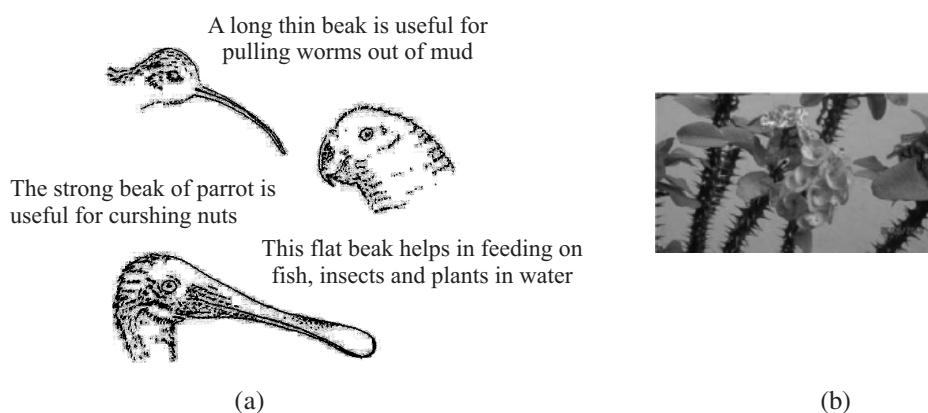 A long thin beak is useful for
pulling worms out of mud
The strong beak of parrot is
useful for curshing nuts
This flat beak helps in feeding on
fish, insects and plants in water
(a)
(b)